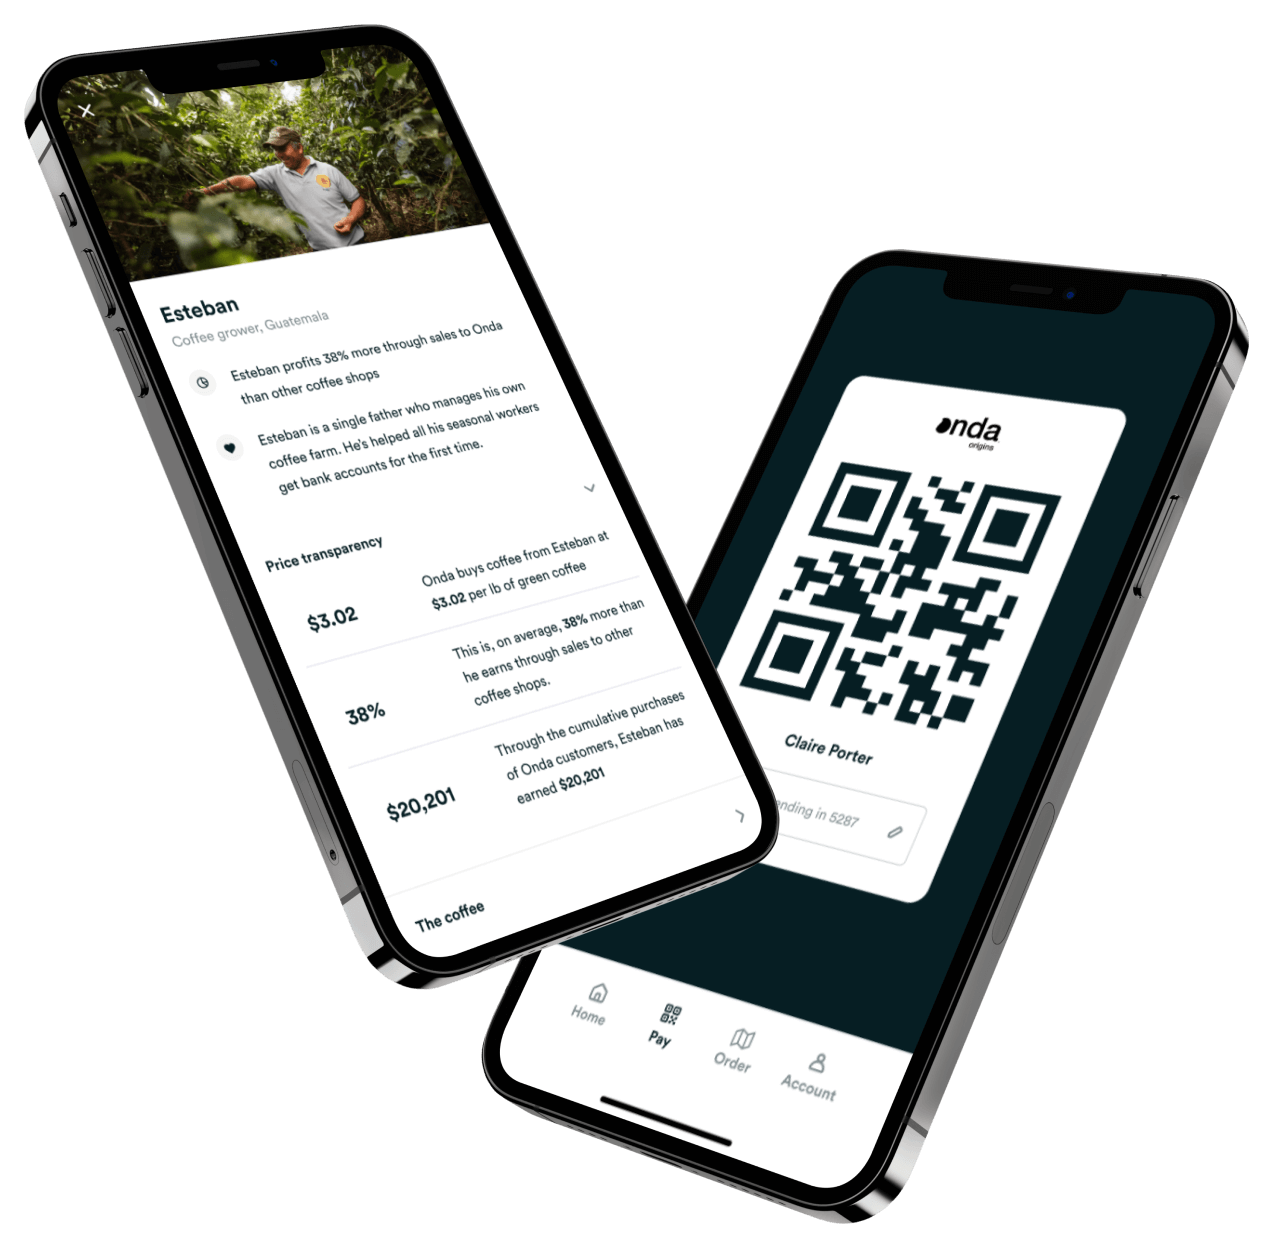 Esteban
Coffee grower, Guatemala
Esteban profits 38% more through sales to Onda
than other coffee shops
Esteban is a single father who manages his own
coffee farm. He's helped all his seasonal workers
get bank accounts for the first time.
Price transparency
$3.02
Onda buys coffee from Esteban at
$3.02 per lb of green coffee
38%
This is, on average, 38% more than
he earns through sales to other
coffee shops.
$20,201
Through the cumulative purchases
of Onda customers, Esteban has
earned $20,201
The coffee
onda
origins
Claire Porter
nding in 5287
Home
Pay
Order
Account